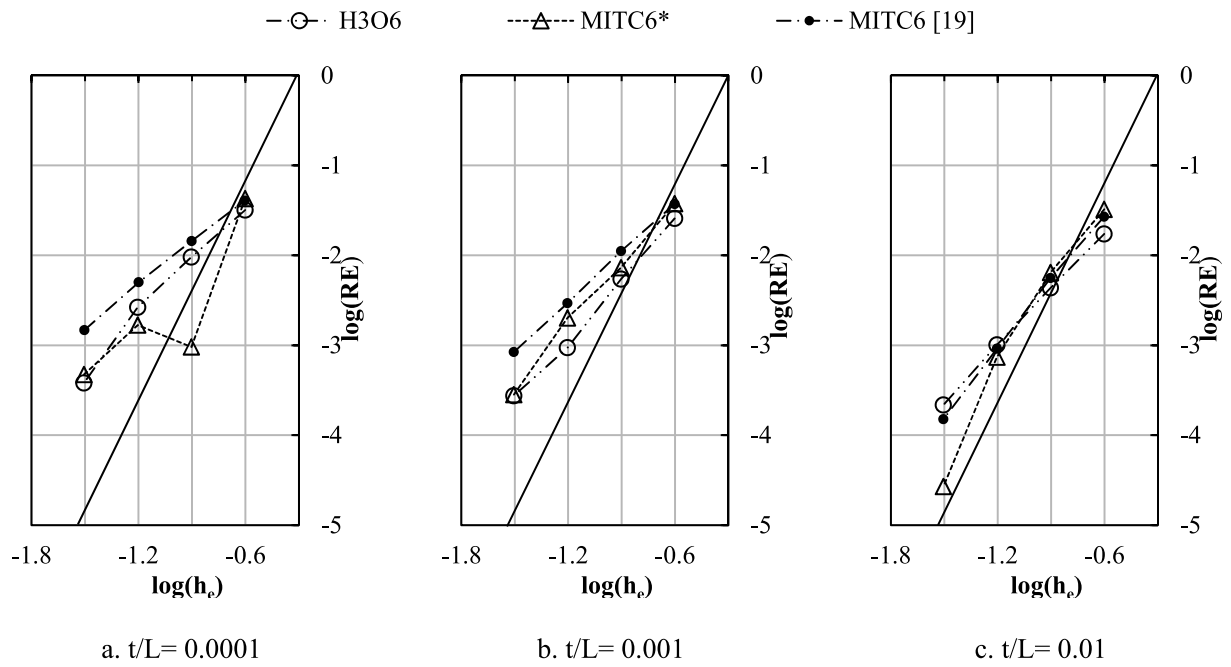 H3O6 MITC6* MITC6 [19]
0 0 0
-1 -1 -1
-2 -2 -2
-3 -3 -3
-4 -4 -4
-5 -5 -5
log(RE) log(RE) log(RE)
-1.8 -1.2 -0.6 -1.8 -1.2 -0.6 -1.8 -1.2 -0.6
log(he) log(he) log(he)
a. t/L= 0.0001 b. t/L= 0.001 c. t/L= 0.01